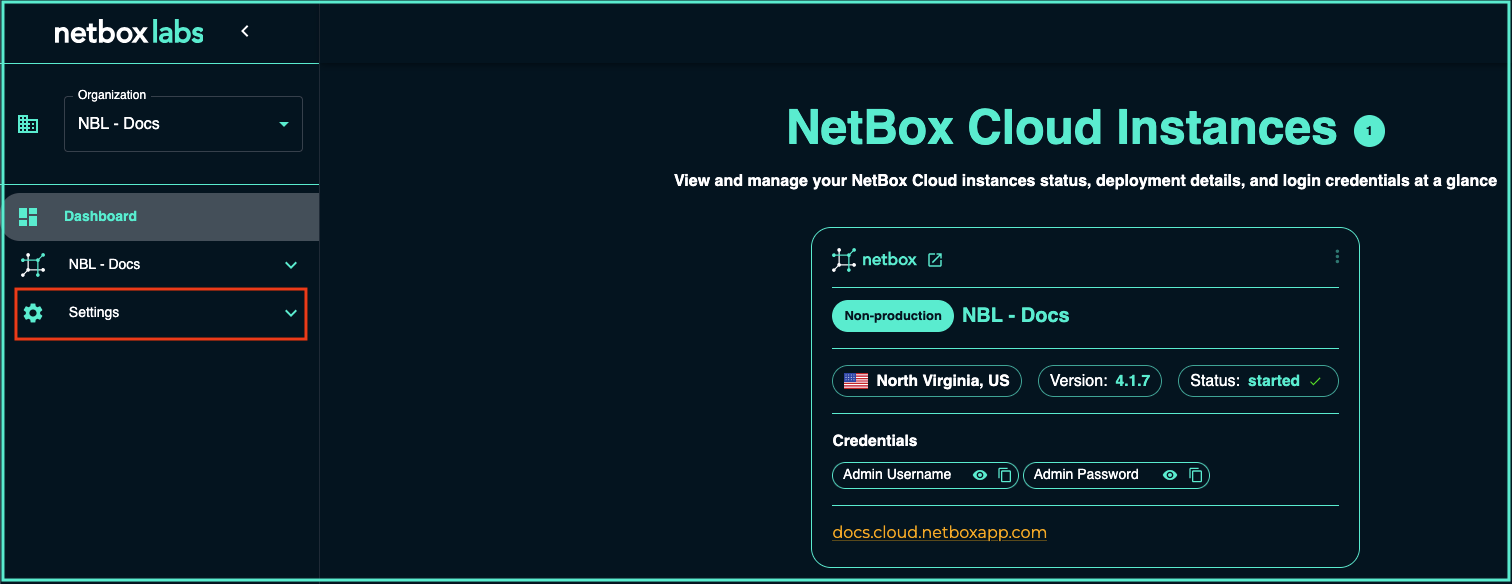 netboxlabs
Organization
NBL - Docs
Dashboard
NBL - Docs
Settings
NetBox Cloud Instances 1
View and manage your NetBox Cloud instances status, deployment details, and login credentials at a glance
netbox
Non-production NBL - Docs
North Virginia, US Version: 4.1.7 Status: started
Credentials
Admin Username Admin Password
docs.cloud.netboxapp.com